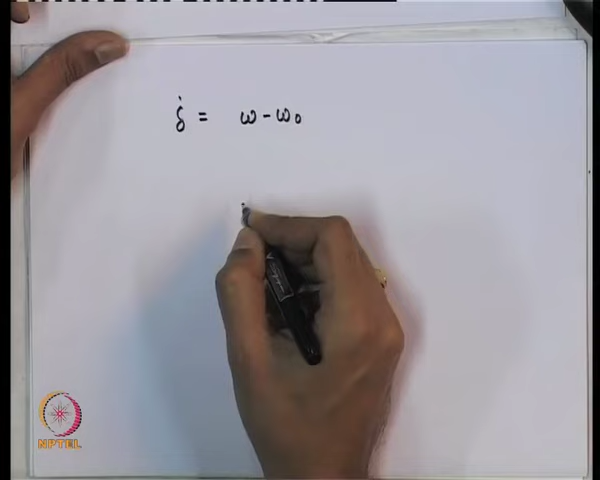 δ̇ = ω - ω₀
NPTEL